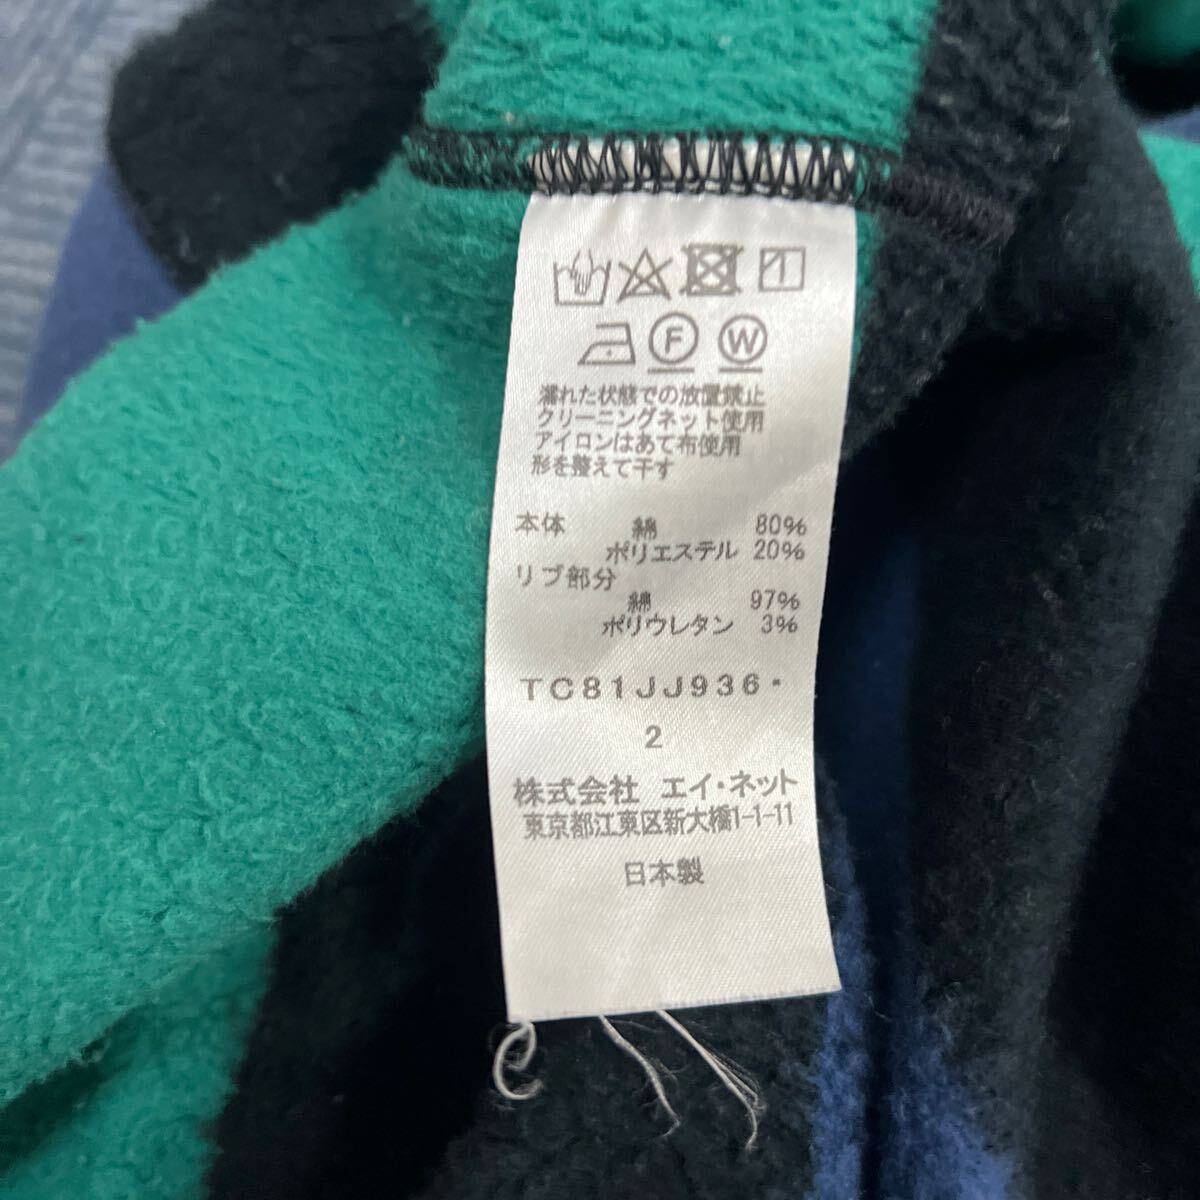 F W
濡れた状態での放置禁止
クリーニングネット使用
アイロンはあて布使用
形を整えて干す
本体 綿 80%
ポリエステル 20%
リブ部分
綿 97%
ポリウレタン 3%
TC81JJ936・
2
株式会社 エイ・ネット
東京都江東区新大橋1-1-11
日本製